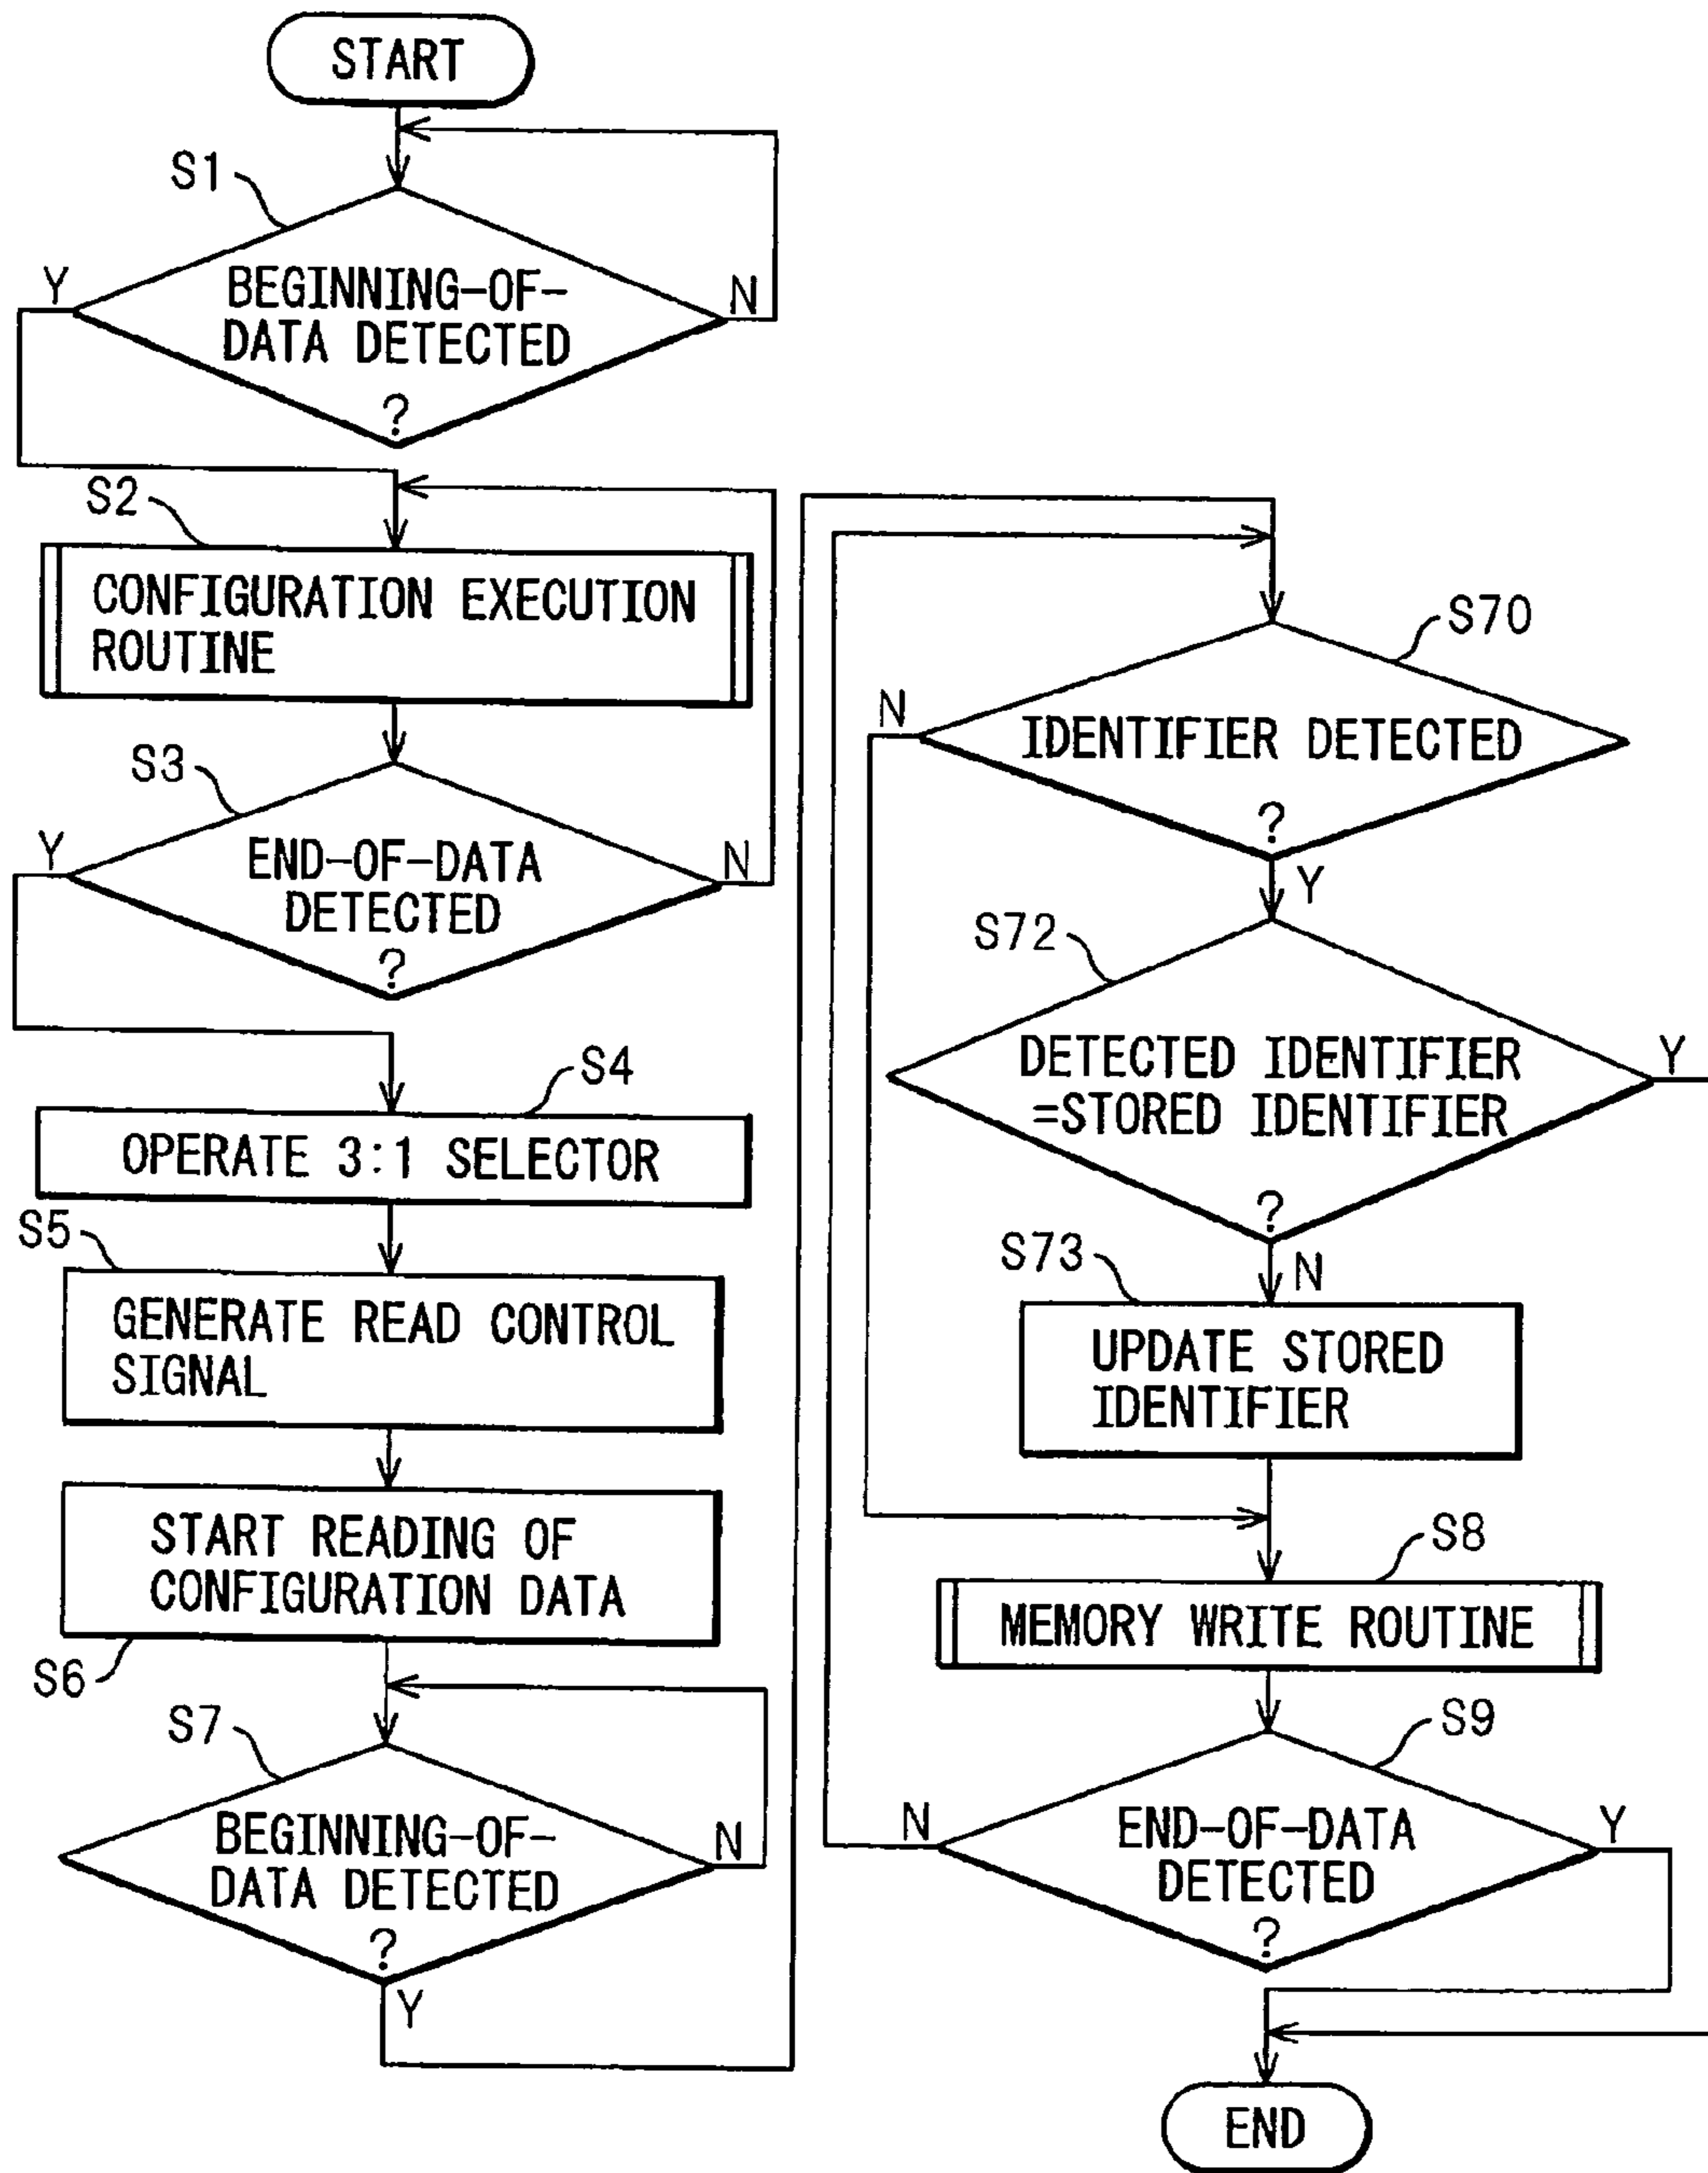 START
S1
Y
BEGINNING-OF-
DATA DETECTED
?
N
S2
CONFIGURATION EXECUTION
ROUTINE
S3
Y
END-OF-DATA
DETECTED
?
N
S4
OPERATE 3:1 SELECTOR
S5
GENERATE READ CONTROL
SIGNAL
START READING OF
CONFIGURATION DATA
S6
S7
BEGINNING-OF-
DATA DETECTED
?
N
Y
S70
N
IDENTIFIER DETECTED
?
Y
S72
DETECTED IDENTIFIER
=STORED IDENTIFIER
?
Y
N
S73
UPDATE STORED
IDENTIFIER
S8
MEMORY WRITE ROUTINE
S9
N
END-OF-DATA
DETECTED
?
Y
END